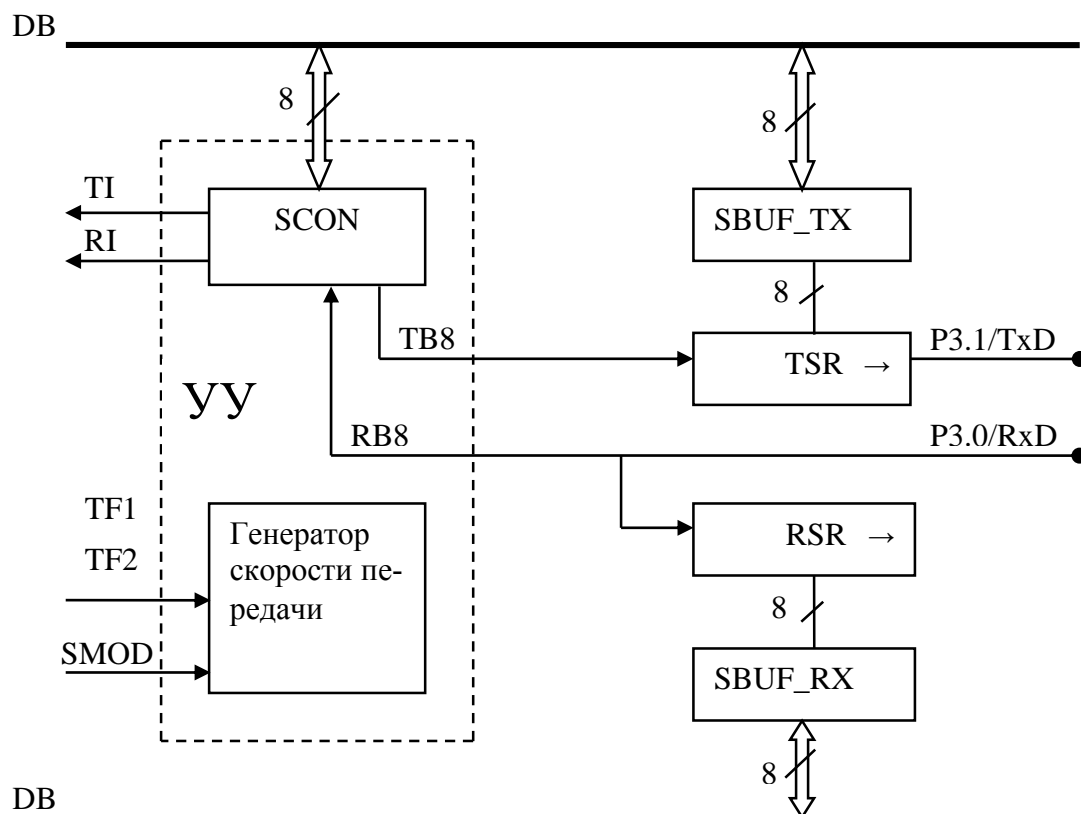 DB
8
8
TI
SCON
SBUF_TX
RI
8
TB8
P3.1/TxD
TSR →
УУ
RB8
P3.0/RxD
TF1
Генератор
RSR →
TF2
скорости пе-
редачи
8
SMOD
SBUF_RX
8
DB